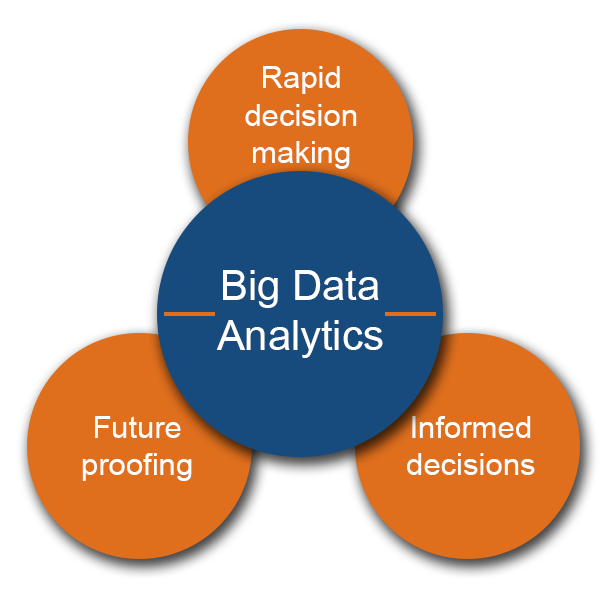 Rapid
decision
making
Big Data
Analytics
Future
proofing
Informed
decisions